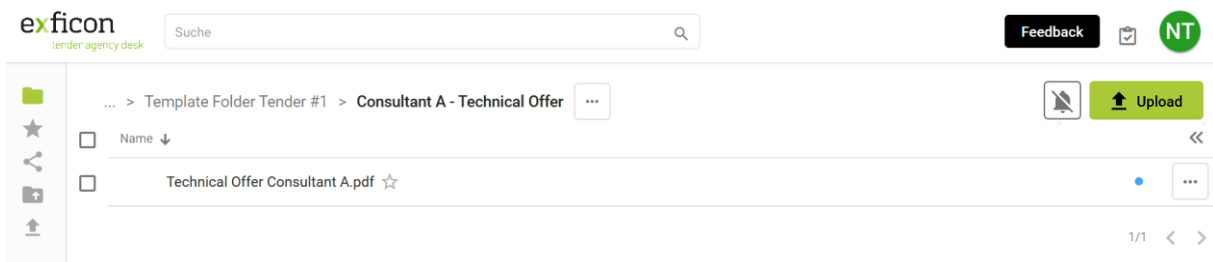 exficon
tender agency desk
Suche
Feedback
NT
... > Template Folder Tender #1 > Consultant A - Technical Offer ...
Upload
Name
Technical Offer Consultant A.pdf
...
1/1